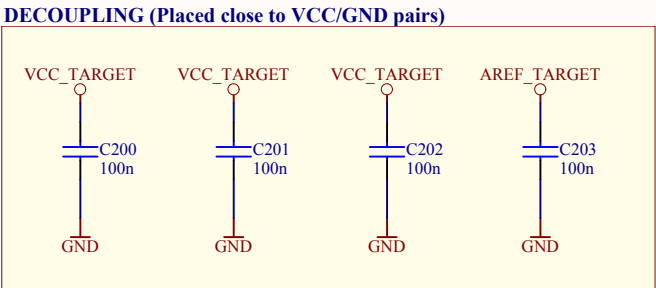 DECOUPLING (Placed close to VCC/GND pairs)
VCC_TARGET VCC_TARGET VCC_TARGET AREF_TARGET
C200 C201 C202 C203
100n 100n 100n 100n
GND GND GND GND